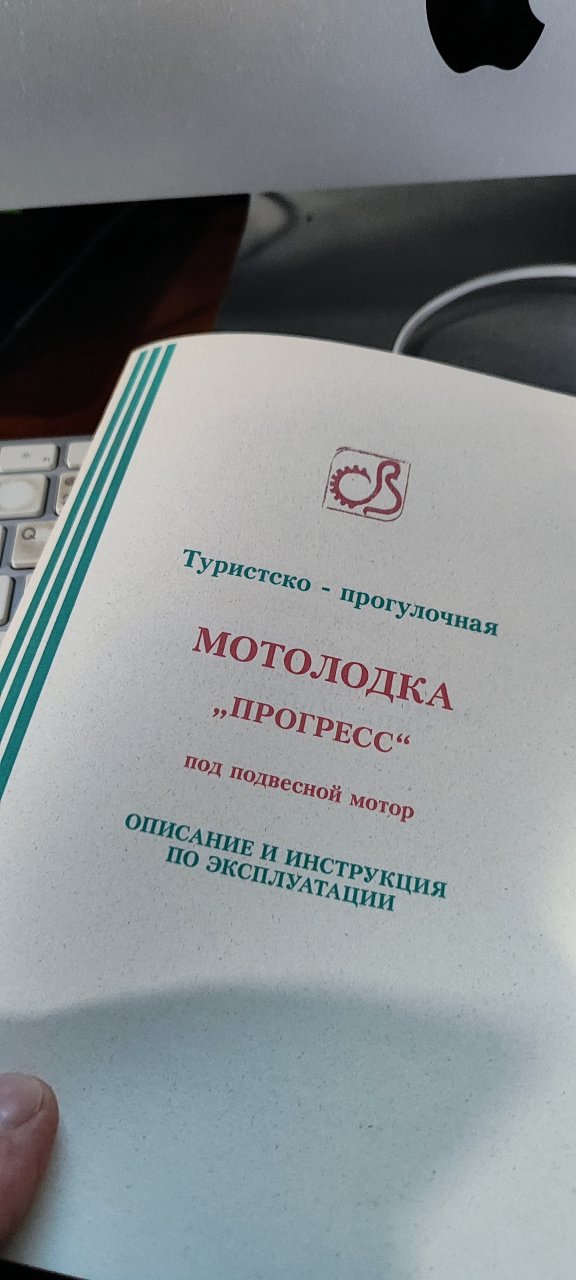 Туристско - прогулочная
МОТОЛОДКА
„ПРОГРЕСС“
под подвесной мотор
ОПИСАНИЕ И ИНСТРУКЦИЯ
ПО ЭКСПЛУАТАЦИИ
Q